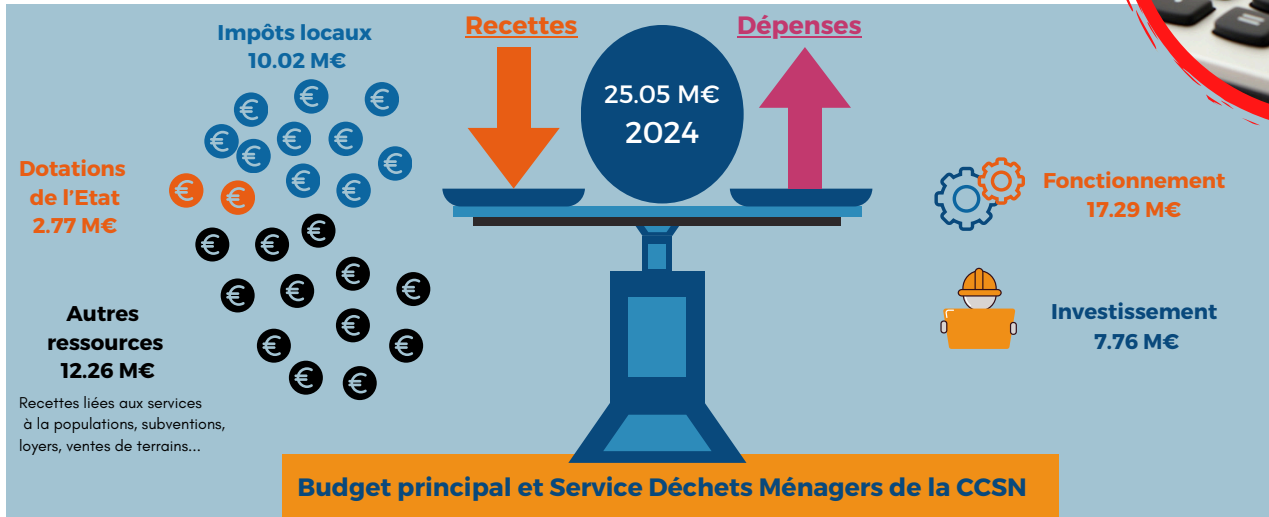 Impôts locaux
10.02 M€
Recettes
Dépenses
25.05 M€
2024
Dotations
de l'Etat
2.77 M€
Fonctionnement
17.29 M€
Autres
ressources
12.26 M€
Investissement
7.76 M€
Recettes liées aux services
à la populations, subventions,
loyers, ventes de terrains...
Budget principal et Service Déchets Ménagers de la CCSN